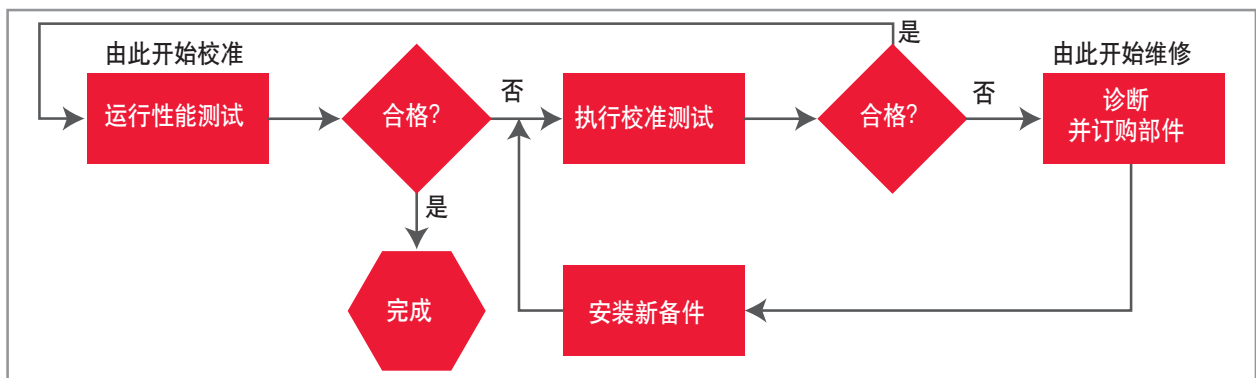 由此开始校准
运行性能测试
合格?
是
完成
否
执行校准测试
合格?
是
否
由此开始维修
诊断
并订购部件
安装新备件